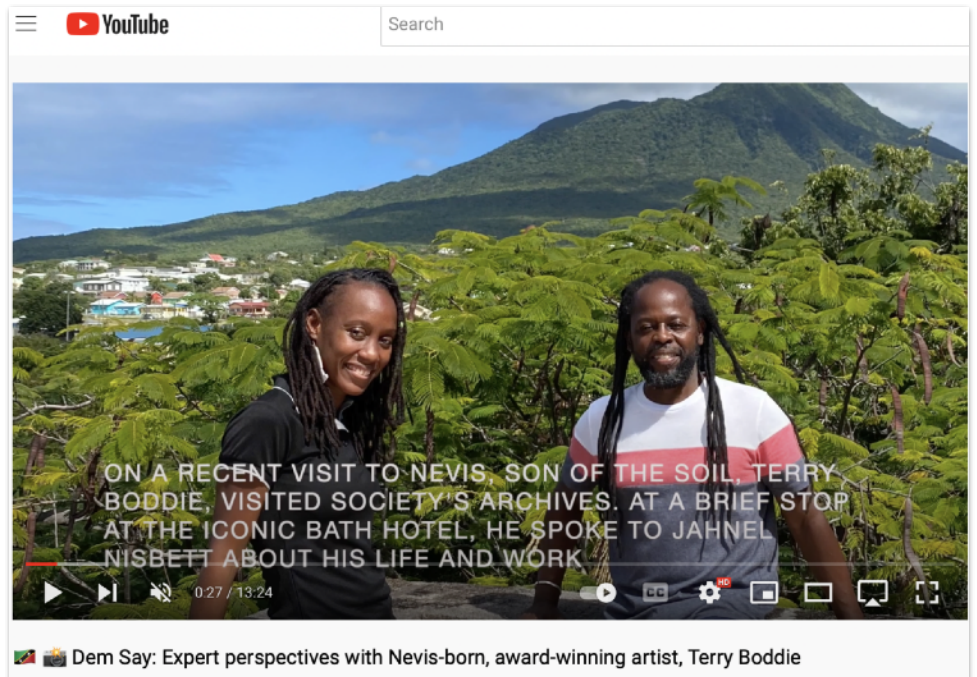 YouTube
Search
ON A RECENT VISIT TO NEVIS, SON OF THE SOIL, TERRY
BODDIE, VISITED SOCIETY'S ARCHIVES. AT A BRIEF STOP
AT THE ICONIC BATH HOTEL, HE SPOKE TO JAHNEL
NISBETT ABOUT HIS LIFE AND WORK
0:27 / 13:24
CC
HD
🇰🇳 📸 Dem Say: Expert perspectives with Nevis-born, award-winning artist, Terry Boddie